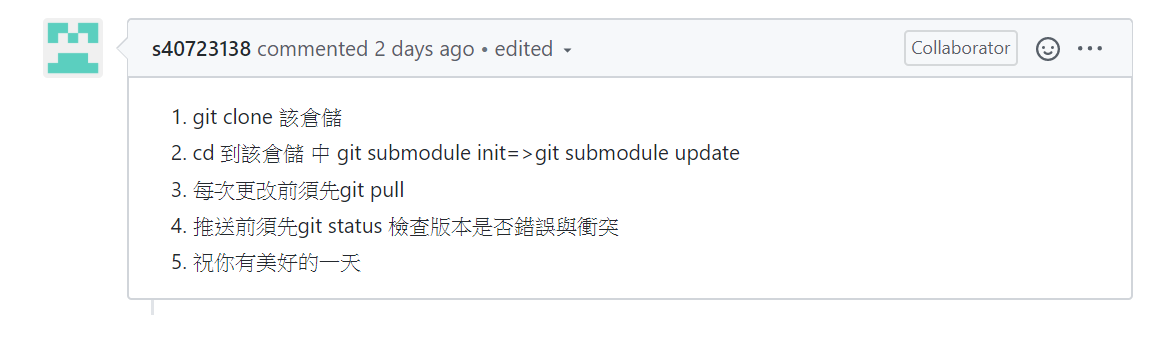 s40723138 commented 2 days ago • edited
Collaborator
1. git clone 該倉儲
2. cd 到該倉儲 中 git submodule init=>git submodule update
3. 每次更改前須先git pull
4. 推送前須先git status 檢查版本是否錯誤與衝突
5. 祝你有美好的一天